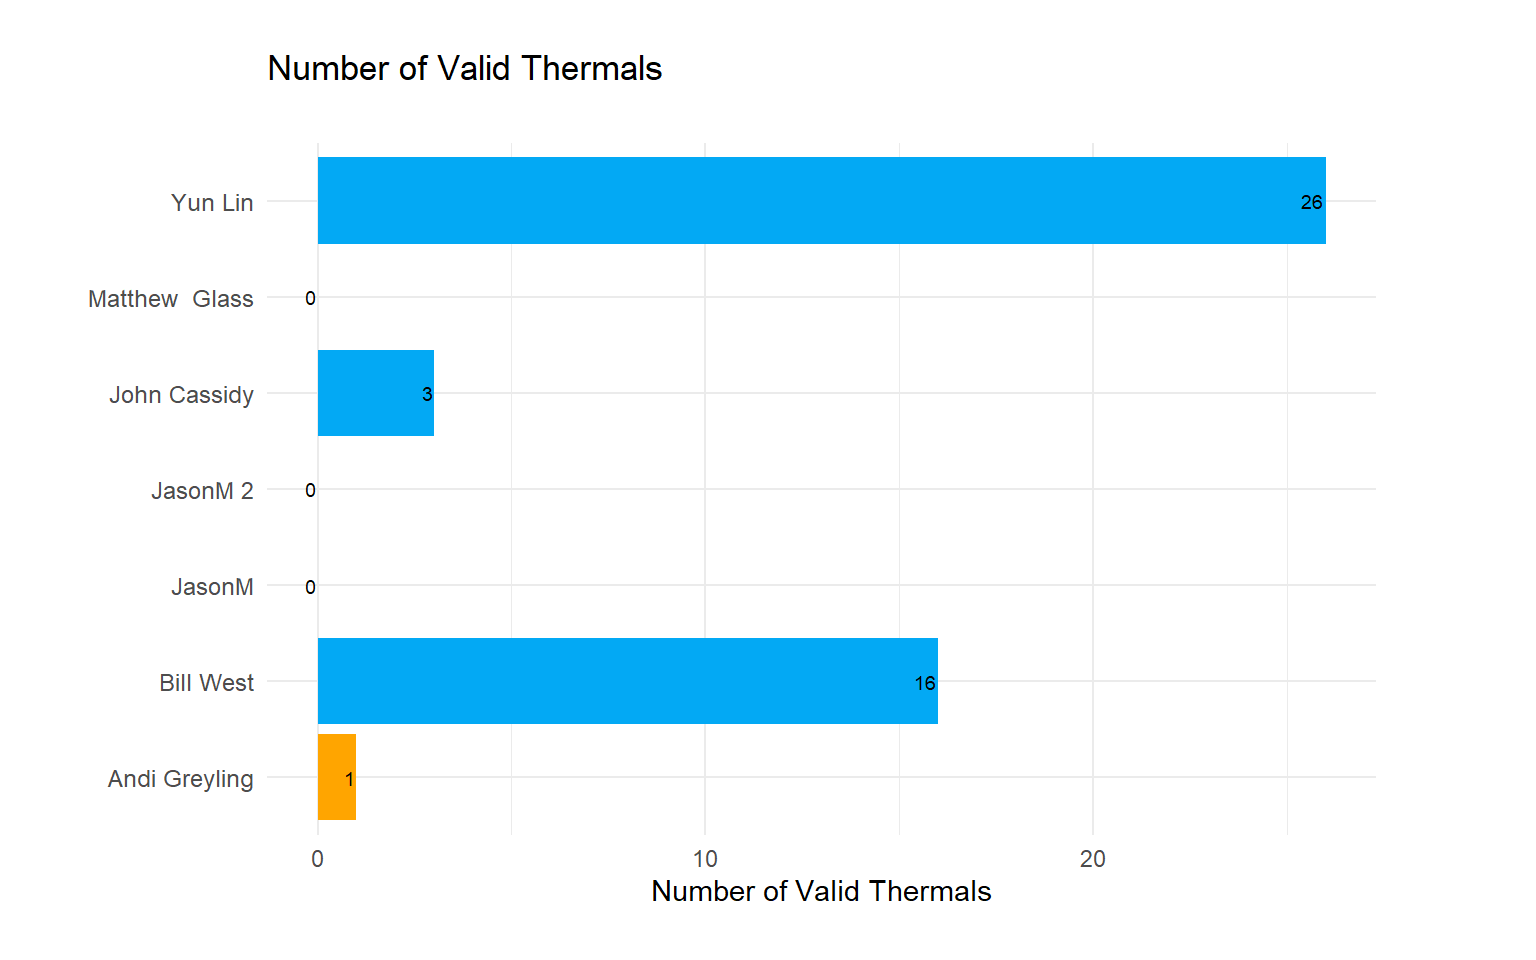 Number of Valid Thermals
Yun Lin
26
Matthew  Glass
0
John Cassidy
3
JasonM 2
0
JasonM
0
Bill West
16
Andi Greyling
1
0 10 20
Number of Valid Thermals